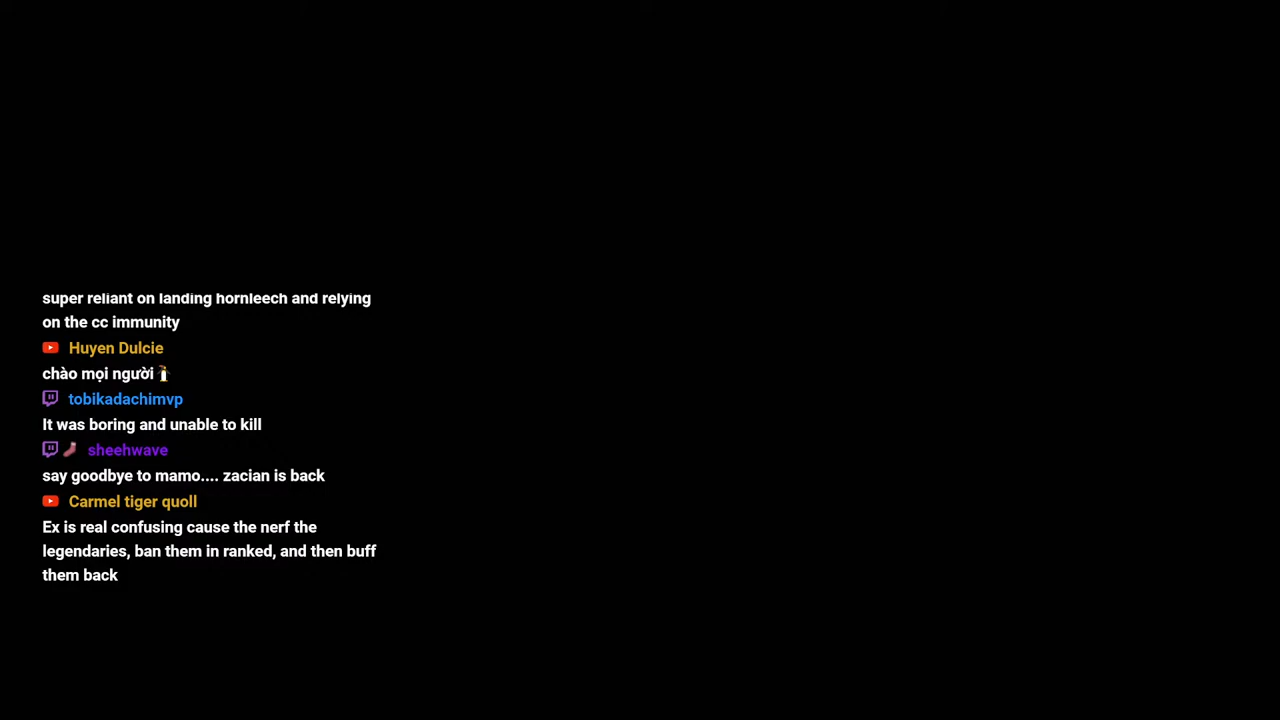 super reliant on landing hornleech and relying
on the cc immunity
Huyen Dulcie
chào mọi người
tobikadachimvp
It was boring and unable to kill
sheehwave
say goodbye to mamo.... zacian is back
Carmel tiger quoll
Ex is real confusing cause the nerf the
legendaries, ban them in ranked, and then buff
them back